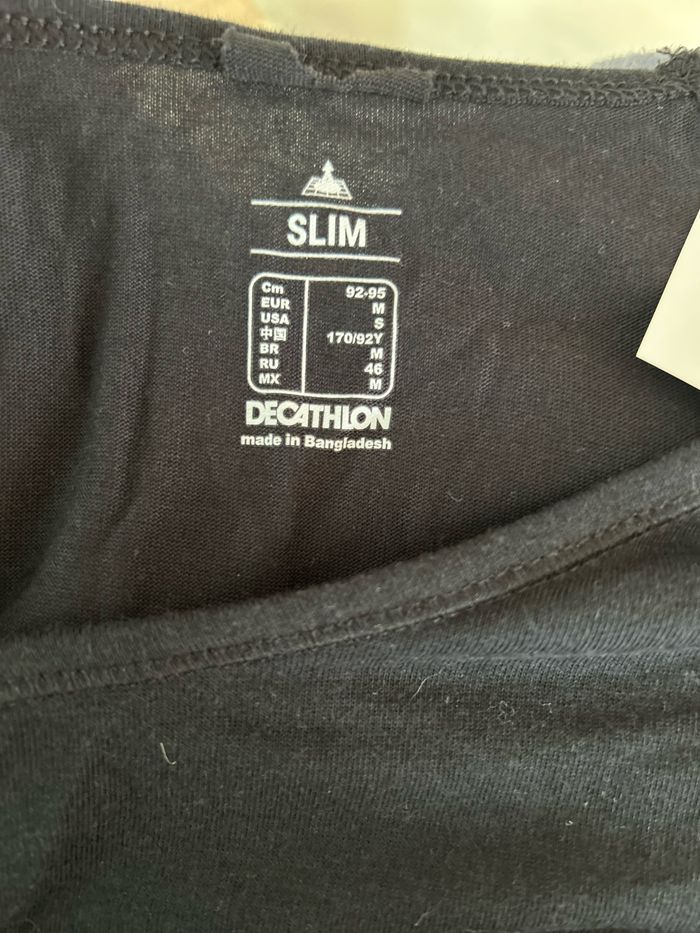 SLIM
Cm 92-95
EUR M
USA S
中国 170/92Y
BR M
RU 46
MX M
DECATHLON
made in Bangladesh